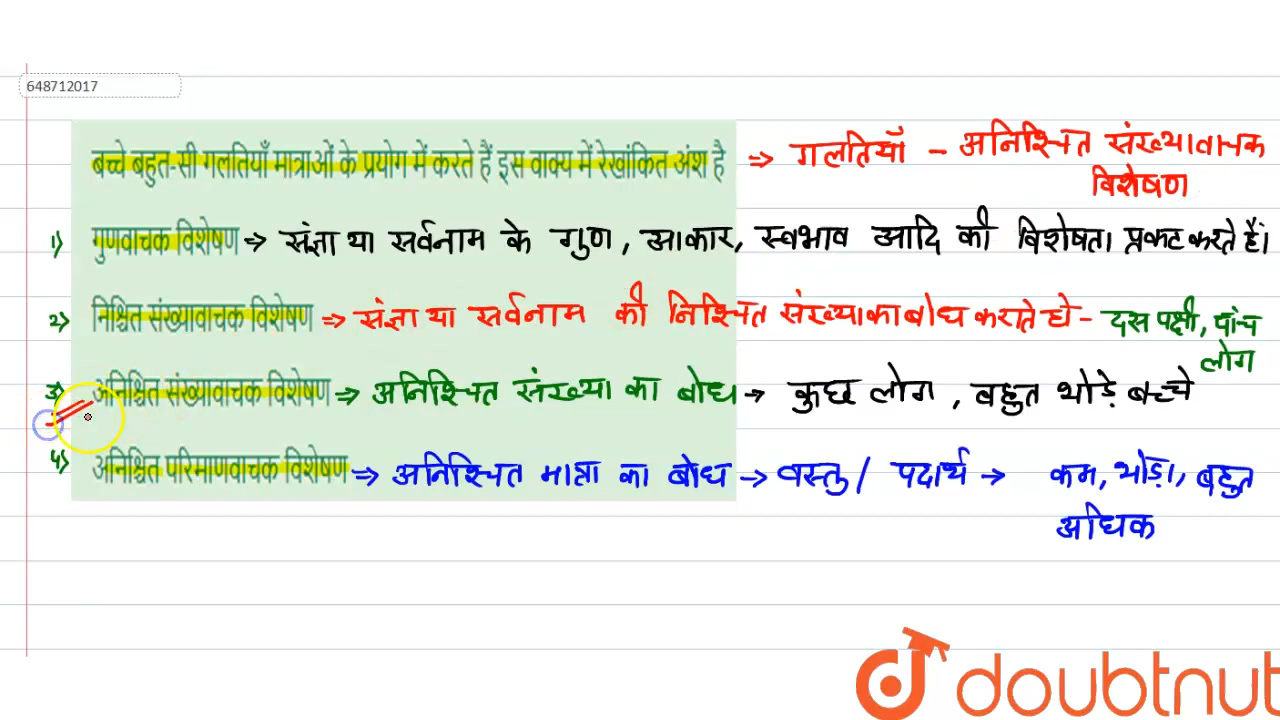 648712017
बच्चे बहुत-सी गलतियाँ मात्राओं के प्रयोग में करते हैं इस वाक्य में रेखांकित अंश है ⇒ गलतियाँ - अनिश्चित संख्यावाचक
विशेषण
1) गुणवाचक विशेषण ⇒ संज्ञा या सर्वनाम के गुण, आकार, स्वभाव आदि की विशेषता प्रकट करते हैं।
2) निश्चित संख्यावाचक विशेषण ⇒ संज्ञा या सर्वनाम की निश्चित संख्या का बोध कराते है - दस पक्षी, पांच
लोग
3) अनिश्चित संख्यावाचक विशेषण ⇒ अनिश्चित संख्या का बोध → कुछ लोग, बहुत थोड़े बच्चे
4) अनिश्चित परिमाणवाचक विशेषण ⇒ अनिश्चित मात्रा का बोध → वस्तु / पदार्थ → कम, थोड़ा, बहुत
अधिक
doubtnut